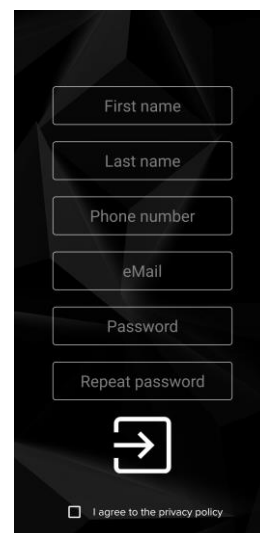 First name
Last name
Phone number
eMail
Password
Repeat password
I agree to the privacy policy